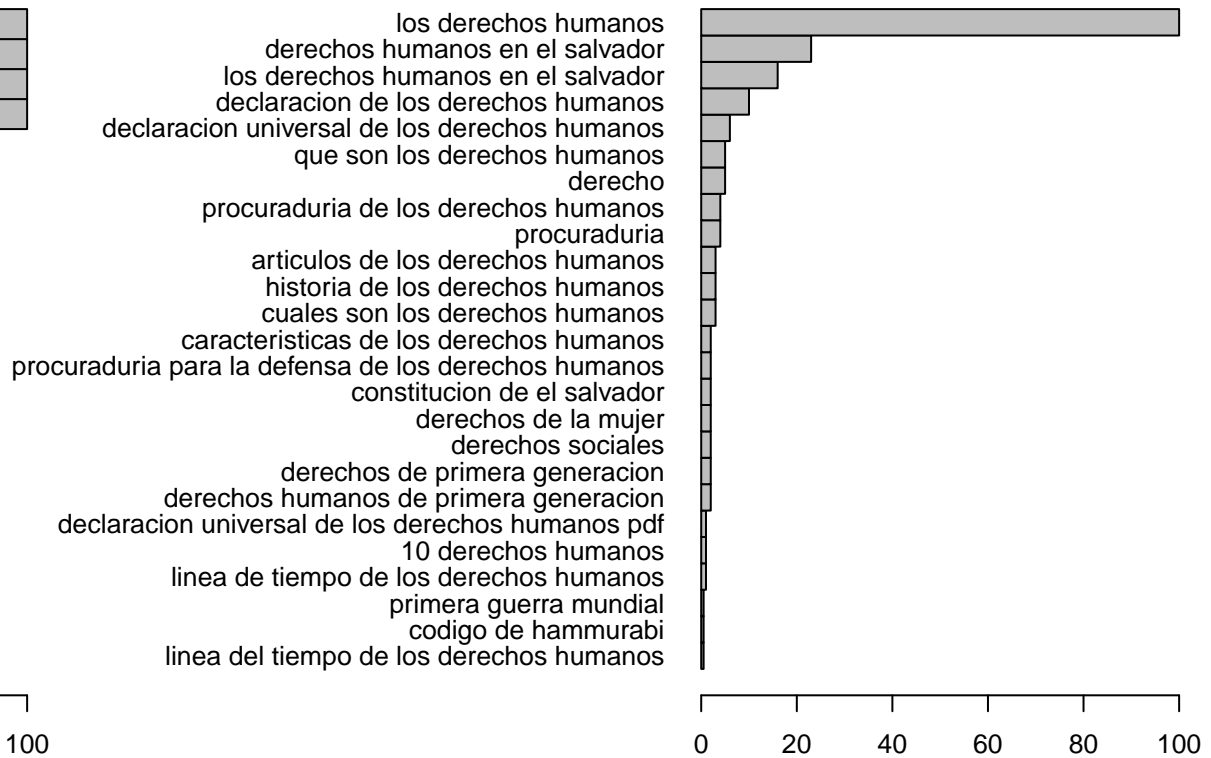 los derechos humanos
derechos humanos en el salvador
los derechos humanos en el salvador
declaracion de los derechos humanos
declaracion universal de los derechos humanos
que son los derechos humanos
derecho
procuraduria de los derechos humanos
procuraduria
articulos de los derechos humanos
historia de los derechos humanos
cuales son los derechos humanos
caracteristicas de los derechos humanos
procuraduria para la defensa de los derechos humanos
constitucion de el salvador
derechos de la mujer
derechos sociales
derechos de primera generacion
derechos humanos de primera generacion
declaracion universal de los derechos humanos pdf
10 derechos humanos
linea de tiempo de los derechos humanos
primera guerra mundial
codigo de hammurabi
linea del tiempo de los derechos humanos
100 0 20 40 60 80 100